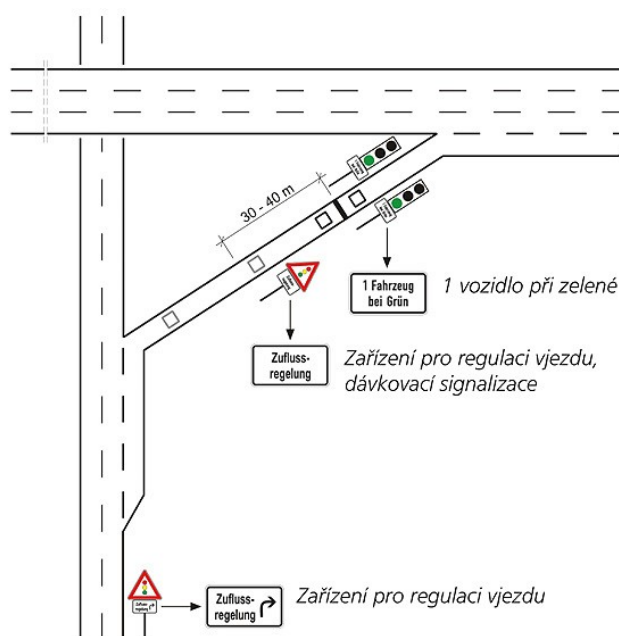 30 - 40 m
1 Fahrzeug
bei Grün
1 vozidlo při zelené
Zufluss-
regelung
Zařízení pro regulaci vjezdu,
dávkovací signalizace
Zufluss-
regelung
Zařízení pro regulaci vjezdu